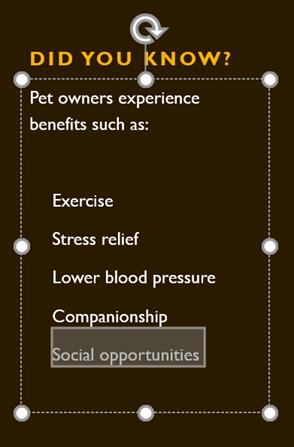 DID YOU KNOW?
Pet owners experience
benefits such as:
Exercise
Stress relief
Lower blood pressure
Companionship
Social opportunities